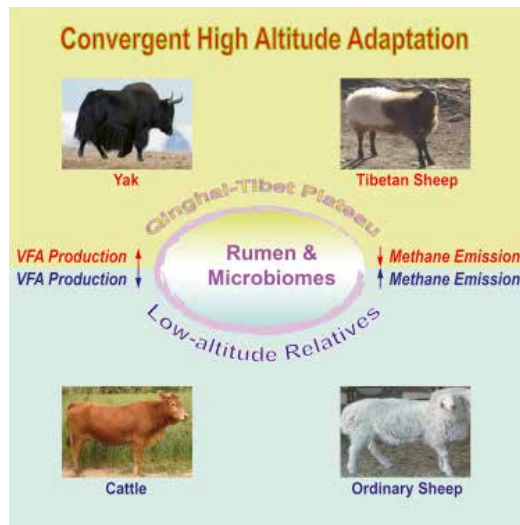 Convergent High Altitude Adaptation
Yak
Tibetan Sheep
Qinghai-Tibet Plateau
VFA Production
VFA Production
Rumen &
Microbiomes
Methane Emission
Methane Emission
Low-altitude Relatives
Cattle
Ordinary Sheep